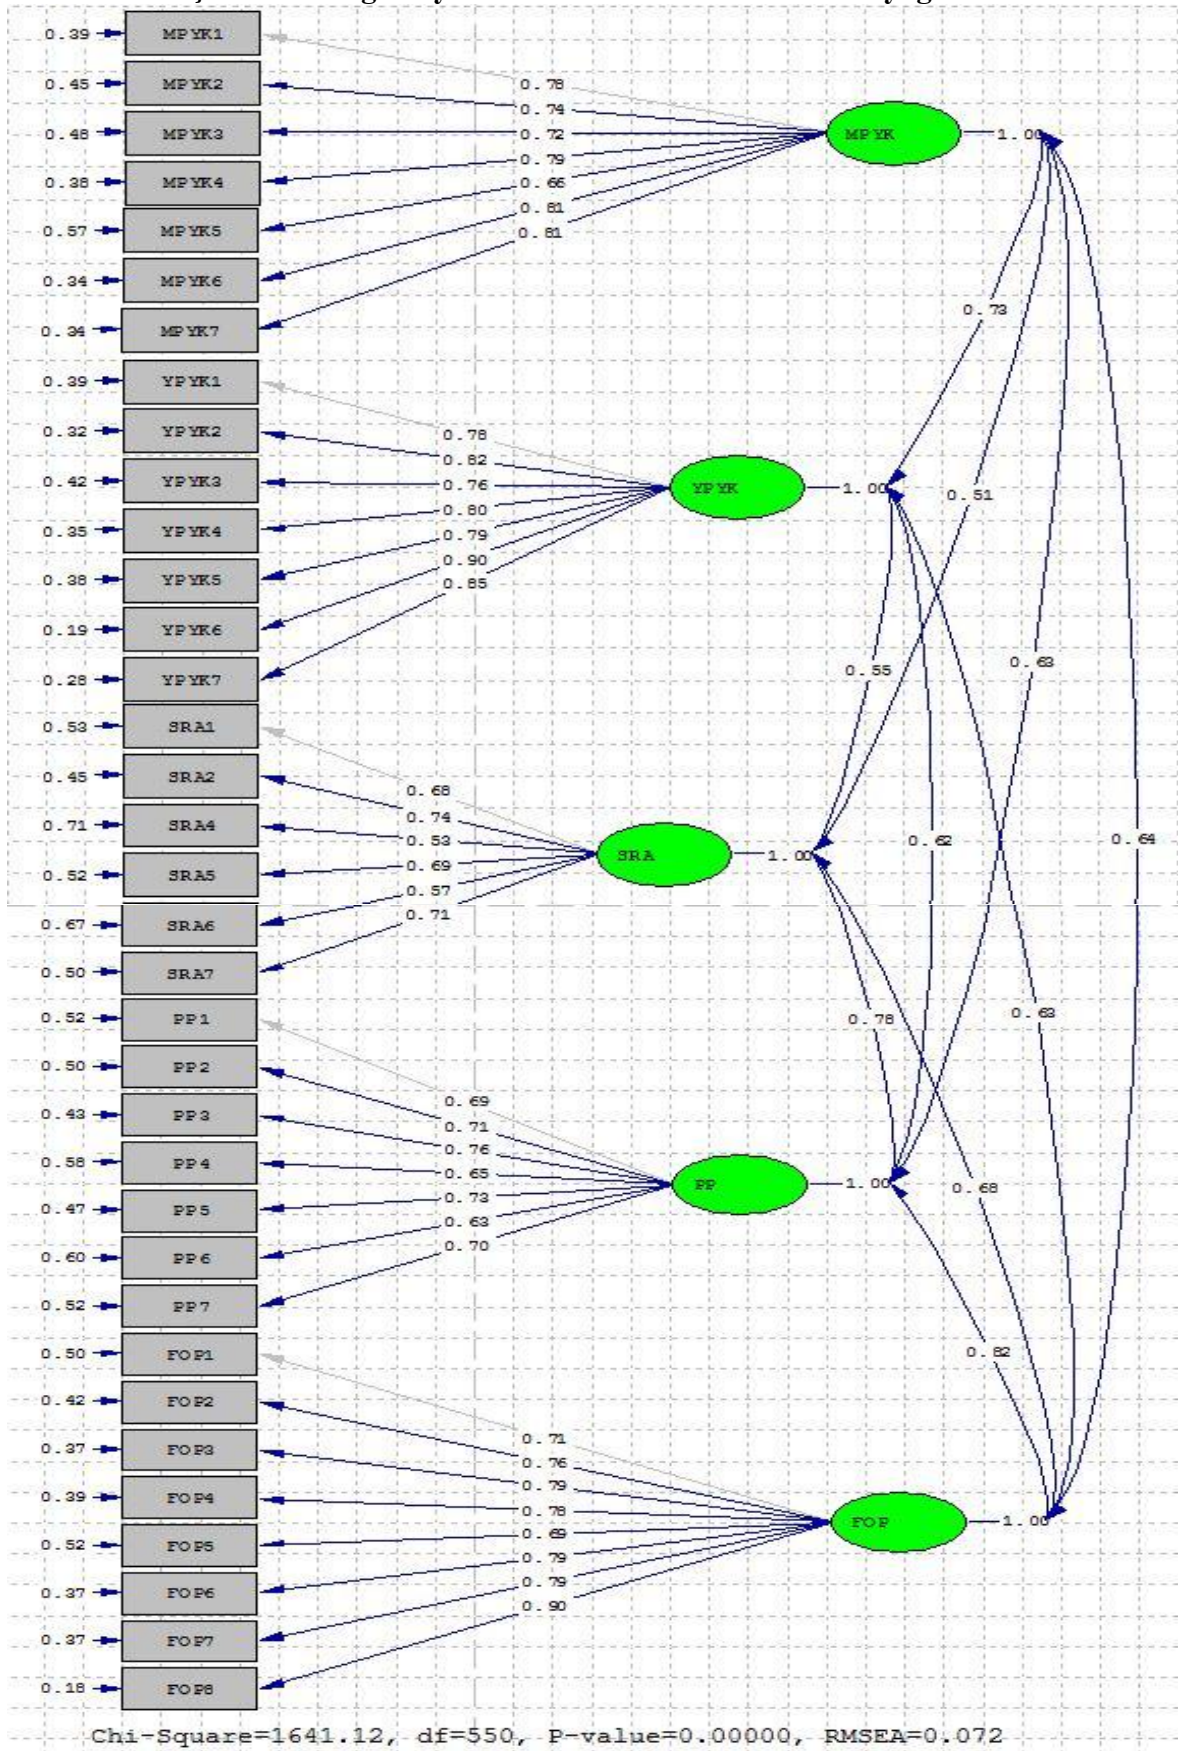 0.39 MPYK1
0.78
0.45 MPYK2
0.74
0.48 MPYK3
0.72 MPYK 1.00
0.79
0.38 MPYK4
0.66
0.81
0.57 MPYK5
0.81
0.34 MPYK6
0.73
0.34 MPYK7
0.39 YPYK1
0.32 YPYK2
0.78
0.82
0.42 YPYK3
0.76 YPYK 1.00
0.51
0.80
0.35 YPYK4
0.79
0.90
0.38 YPYK5
0.85
0.19 YPYK6
0.63
0.55
0.28 YPYK7
0.53 SRA1
0.45 SRA2
0.68
0.74
0.71 SRA4
0.53 0.62 0.64
SRA 1.00
0.69
0.52 SRA5
0.57
0.71
0.67 SRA6
0.50 SRA7
0.63
0.52 PP1
0.78
0.50 PP2
0.69
0.43 PP3
0.71
0.76
0.58 PP4
0.65
PP 1.00
0.68
0.73
0.47 PP5
0.63
0.70
0.60 PP6
0.52 PP7
0.50 FOP1
0.82
0.42 FOP2
0.71
0.37 FOP3
0.76
0.79
0.39 FOP4
0.78
FOP 1.00
0.69
0.52 FOP5
0.79
0.79
0.37 FOP6
0.90
0.37 FOP7
0.18 FOP8
Chi-Square=1641.12, df=550, P-value=0.00000, RMSEA=0.072